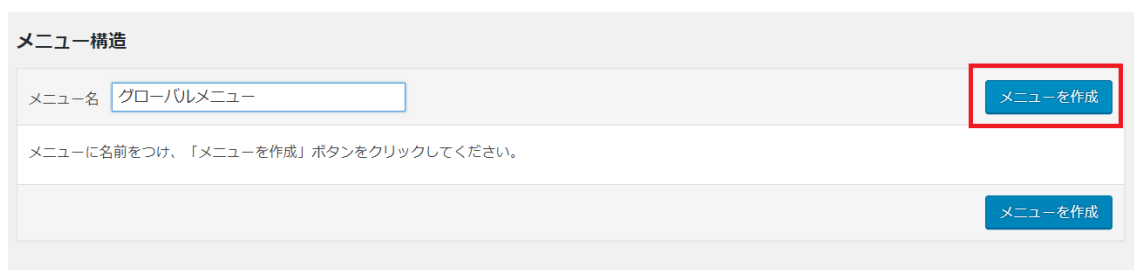 メニュー構造
メニュー名 グローバルメニュー メニューを作成
メニューに名前をつけ、「メニューを作成」ボタンをクリックしてください。
メニューを作成